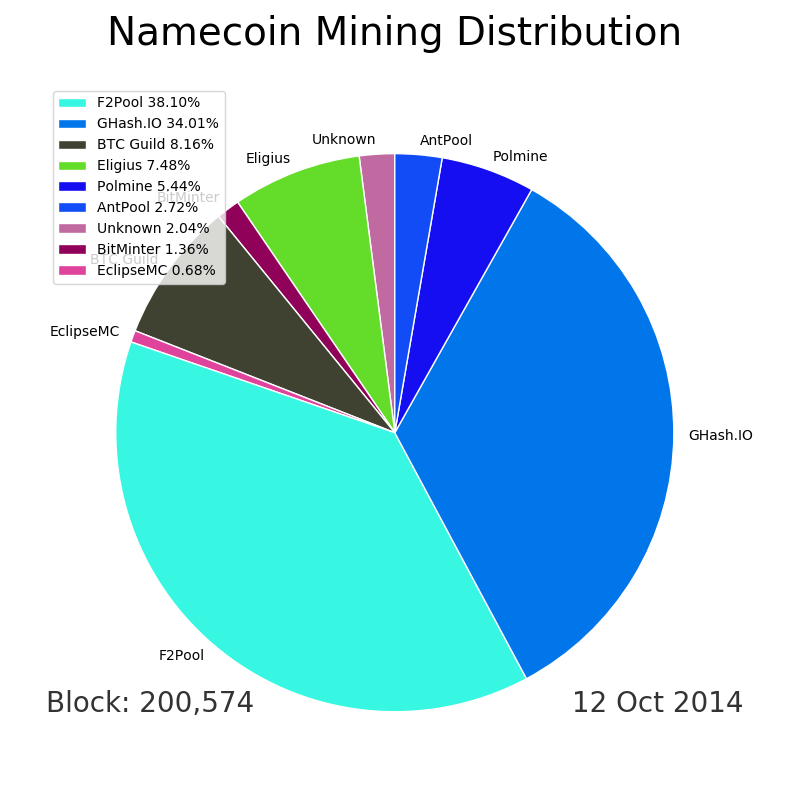 Namecoin Mining Distribution
F2Pool 38.10%
GHash.IO 34.01%
BTC Guild 8.16%
Eligius 7.48%
Polmine 5.44%
AntPool 2.72%
Unknown 2.04%
BitMinter 1.36%
EclipseMC 0.68%
Unknown
AntPool
Eligius
Polmine
BitMinter
BTC Guild
EclipseMC
GHash.IO
F2Pool
Block: 200,574
12 Oct 2014